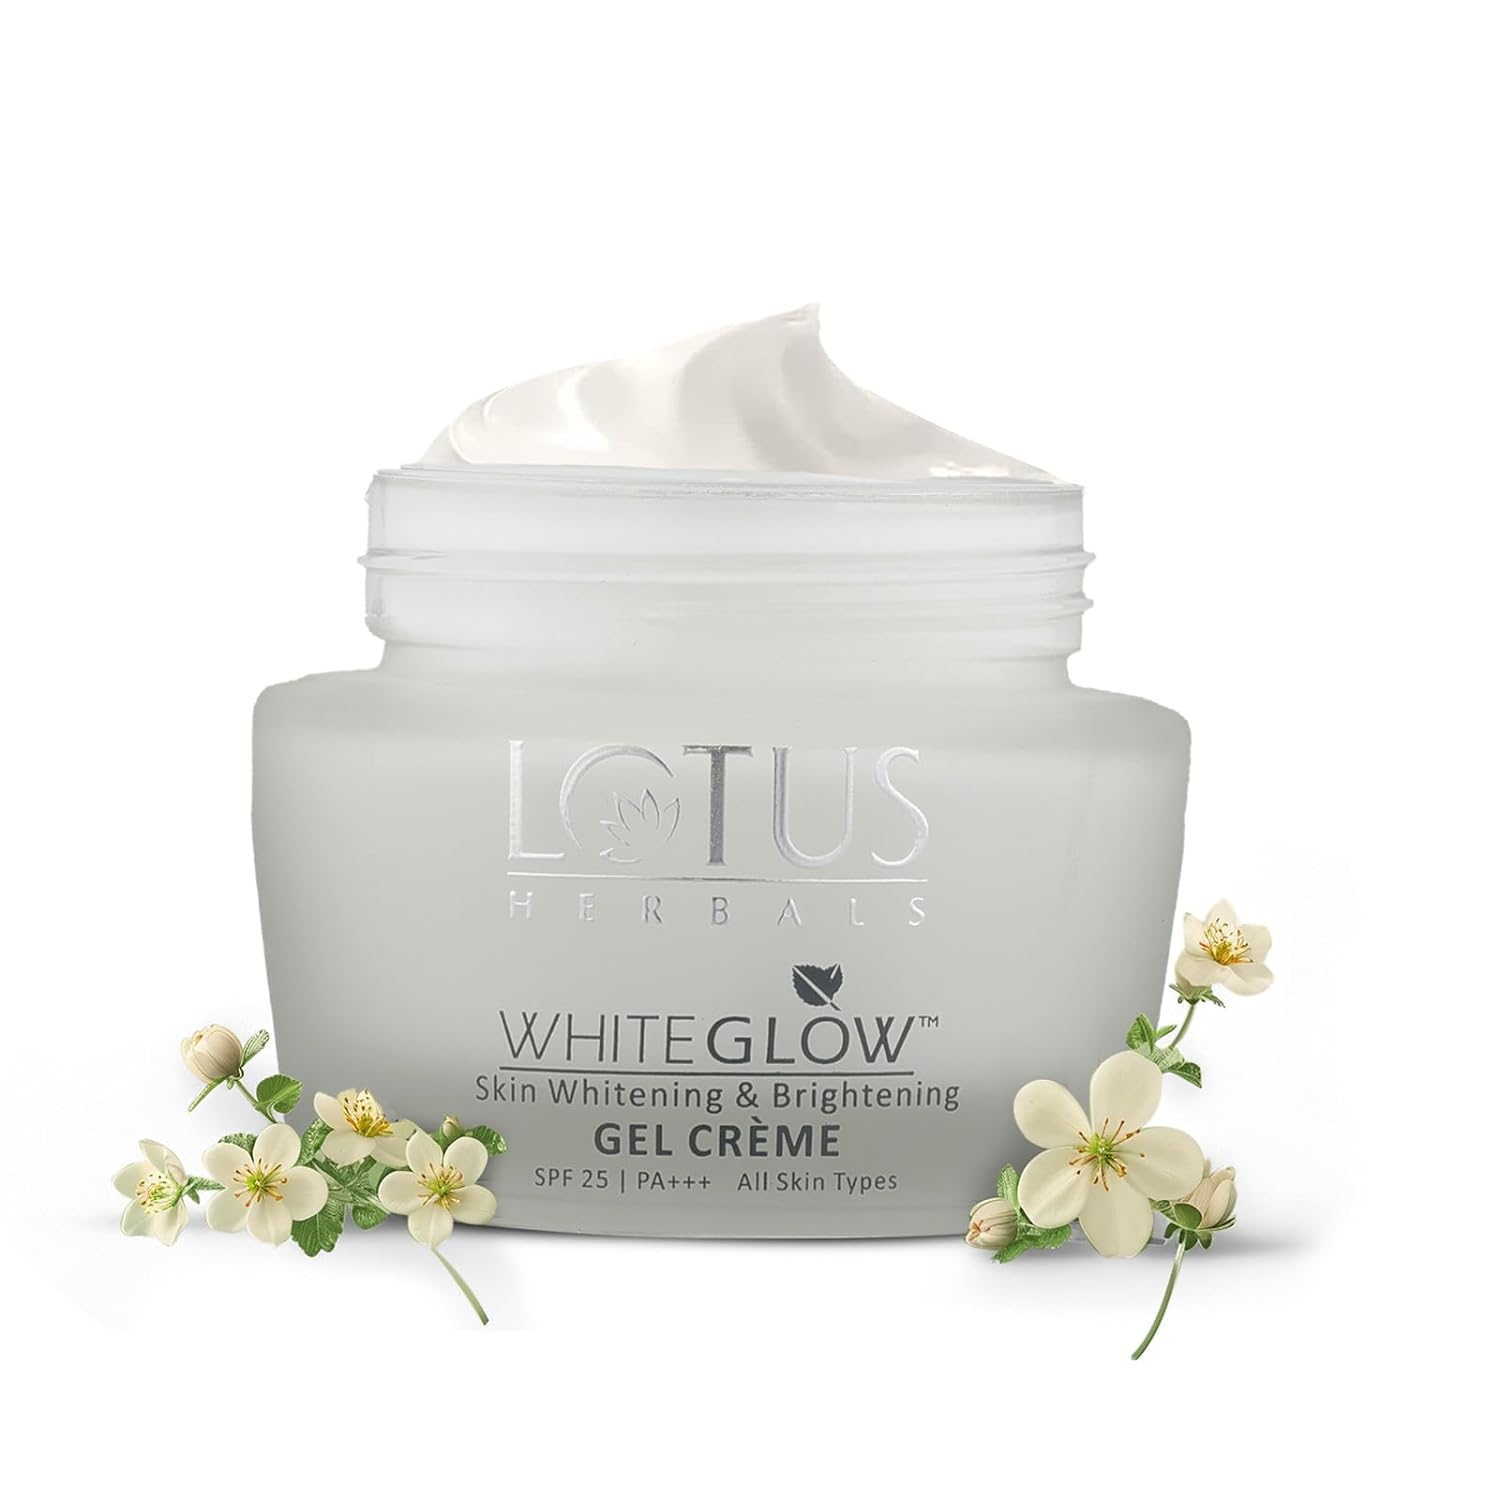 LOTUS
HERBALS
WHITEGLOW™
Skin Whitening & Brightening
GEL CRÈME
SPF 25 | PA+++ All Skin Types